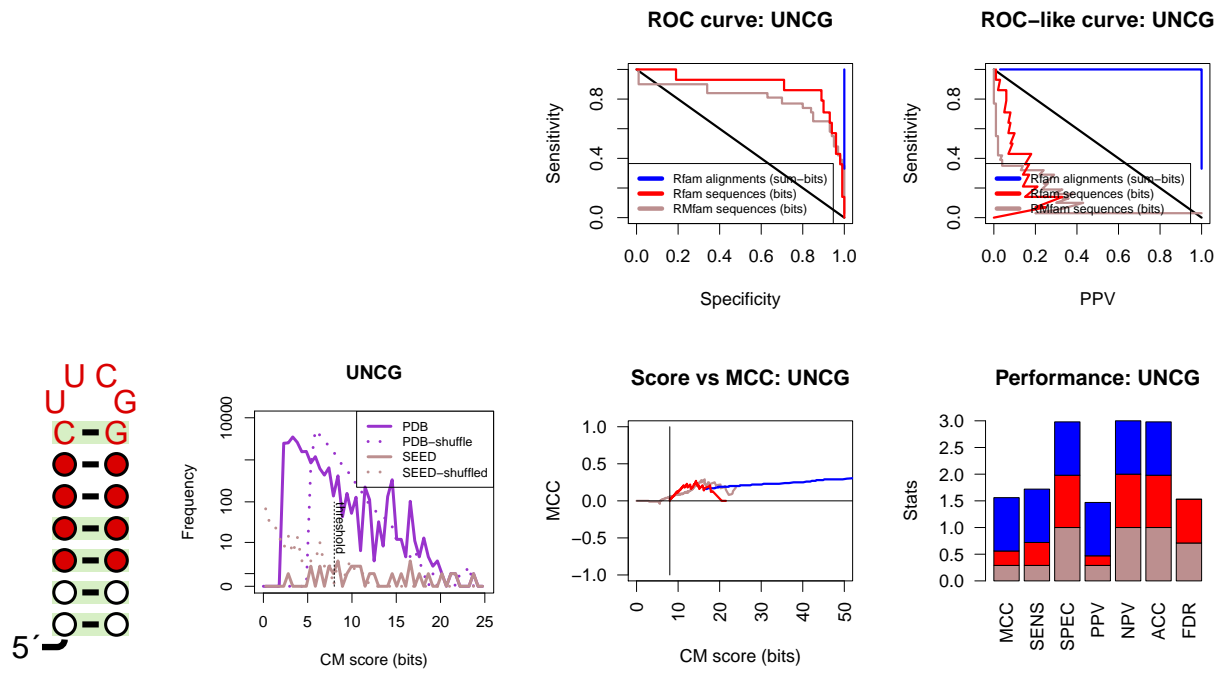 ROC curve: UNCG
Sensitivity
0.0 0.4 0.8
Rfam alignments (sum−bits)
Rfam sequences (bits)
RMfam sequences (bits)
0.0 0.2 0.4 0.6 0.8 1.0
Specificity
ROC−like curve: UNCG
Sensitivity
0.0 0.4 0.8
Rfam alignments (sum−bits)
Rfam sequences (bits)
RMfam sequences (bits)
0.0 0.2 0.4 0.6 0.8 1.0
PPV
U U C G
C G
5´
UNCG
Frequency
0 10 100 10000
PDB
PDB−shuffle
SEED
SEED−shuffled
threshold
0 5 10 15 20 25
CM score (bits)
Score vs MCC: UNCG
MCC
−1.0 −0.5 0.0 0.5 1.0
0 10 20 30 40 50
CM score (bits)
Performance: UNCG
Stats
0.0 0.5 1.0 1.5 2.0 2.5 3.0
MCC SENS SPEC PPV NPV ACC FDR